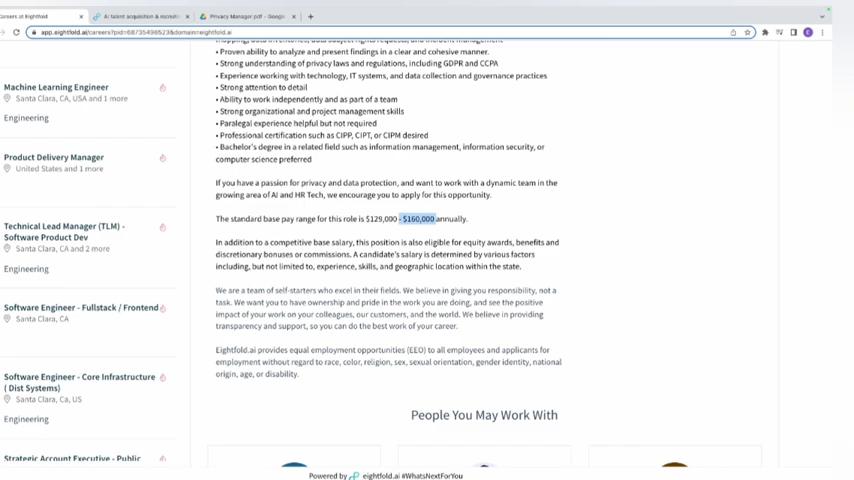 Careers at Eightfold
AI talent acquisition & recruitm
Privacy Manager.pdf - Google
app.eightfold.ai/careers?pid=68735498523&domain=eightfold.ai
Machine Learning Engineer
Santa Clara, CA, USA and 1 more
Engineering
Product Delivery Manager
United States and 1 more
Technical Lead Manager (TLM) -
Software Product Dev
Santa Clara, CA and 2 more
Engineering
Software Engineer - Fullstack / Frontend
Santa Clara, CA
Software Engineer - Core Infrastructure
( Dist Systems)
Santa Clara, Ca, US
Engineering
Strategic Account Executive - Public
• Proven ability to analyze and present findings in a clear and cohesive manner.
• Strong understanding of privacy laws and regulations, including GDPR and CCPA
• Experience working with technology, IT systems, and data collection and governance practices
• Strong attention to detail
• Ability to work independently and as part of a team
• Strong organizational and project management skills
• Paralegal experience helpful but not required
• Professional certification such as CIPP, CIPT, or CIPM desired
• Bachelor's degree in a related field such as information management, information security, or
computer science preferred
If you have a passion for privacy and data protection, and want to work with a dynamic team in the
growing area of AI and HR Tech, we encourage you to apply for this opportunity.
The standard base pay range for this role is $129,000 - $160,000 annually.
In addition to a competitive base salary, this position is also eligible for equity awards, benefits and
discretionary bonuses or commissions. A candidate's salary is determined by various factors
including, but not limited to, experience, skills, and geographic location within the state.
We are a team of self-starters who excel in their fields. We believe in giving you responsibility, not a
task. We want you to have ownership and pride in the work you are doing, and see the positive
impact of your work on your colleagues, our customers, and the world. We believe in providing
transparency and support, so you can do the best work of your career.
Eightfold.ai provides equal employment opportunities (EEO) to all employees and applicants for
employment without regard to race, color, religion, sex, sexual orientation, gender identity, national
origin, age, or disability.
People You May Work With
Powered by eightfold.ai #WhatsNextForYou